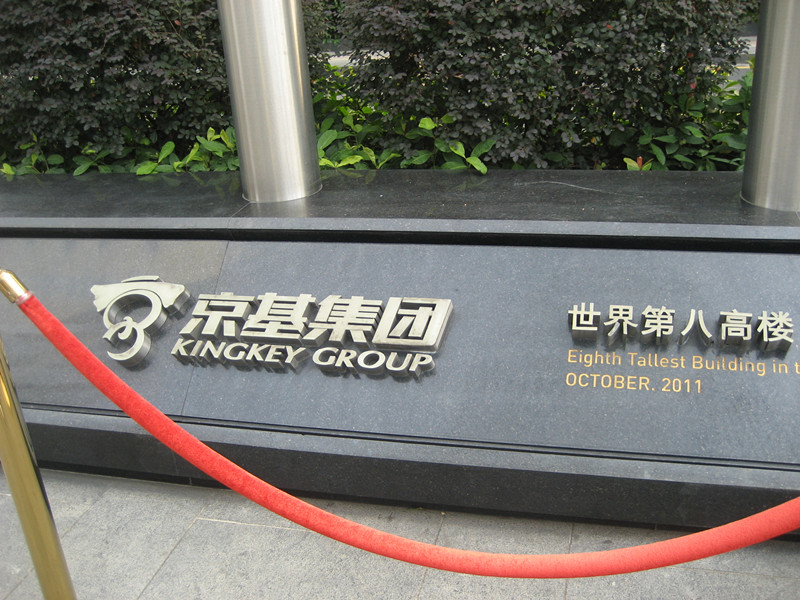 京基集团
KINGKEY GROUP
世界第八高楼
Eighth Tallest Building in
OCTOBER. 2011